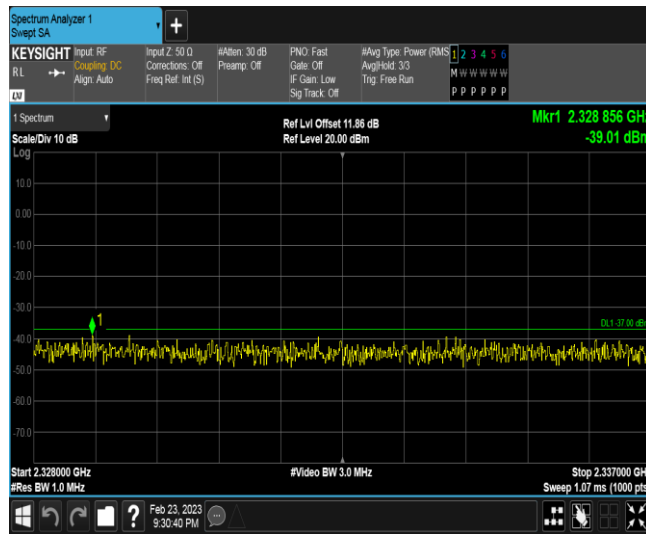 Spectrum Analyzer 1
Swept SA
+
KEYSIGHT
RL
LXI
Input: RF
Coupling: DC
Align: Auto
Input Z: 50 Ω
Corrections: Off
Freq Ref: Int (S)
#Atten: 30 dB
Preamp: Off
PNO: Fast
Gate: Off
IF Gain: Low
Sig Track: Off
#Avg Type: Power (RMS
Avg|Hold: 3/3
Trig: Free Run
1 2 3 4 5 6
M W W W W W
P P P P P P
1 Spectrum
Scale/Div 10 dB
Log
Ref Lvl Offset 11.86 dB
Ref Level 20.00 dBm
Mkr1 2.328 856 GH
-39.01 dBm
10.0
0.00
-10.0
-20.0
-30.0
-40.0
-50.0
-60.0
-70.0
1
DL1 -37.00 dBm
Start 2.328000 GHz
#Res BW 1.0 MHz
#Video BW 3.0 MHz
Stop 2.337000 GH
Sweep 1.07 ms (1000 pts
?
Feb 23, 2023
9:30:40 PM